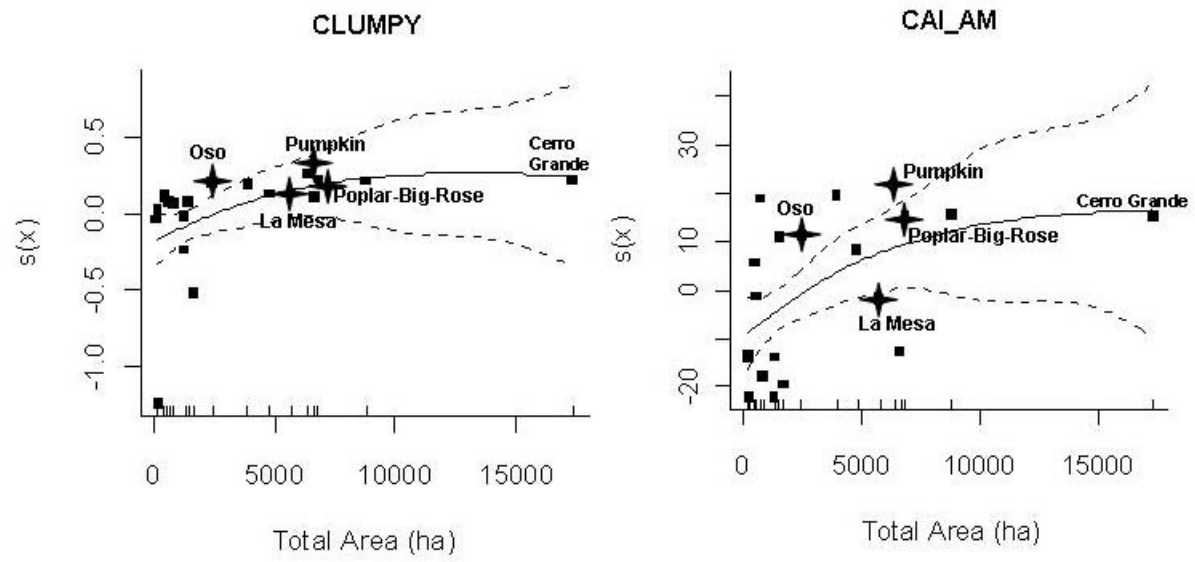 CLUMPY
s(x)
0.5
0.0
-0.5
-1.0
Oso
Pumpkin
Cerro
Grande
Poplar-Big-Rose
La Mesa
0 5000 10000 15000
Total Area (ha)
CAI_AM
s(x)
30
10
0
-20
Pumpkin
Oso
Cerro Grande
Poplar-Big-Rose
La Mesa
0 5000 10000 15000
Total Area (ha)